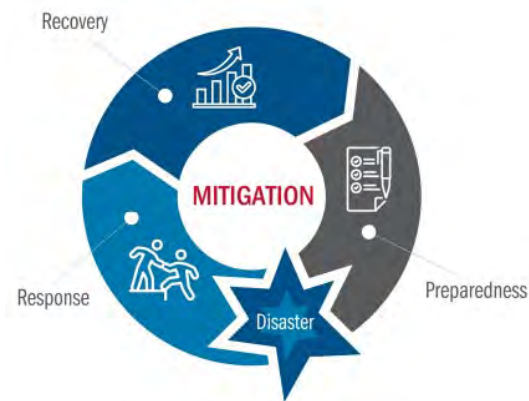 Recovery
MITIGATION
Response
Disaster
Preparedness